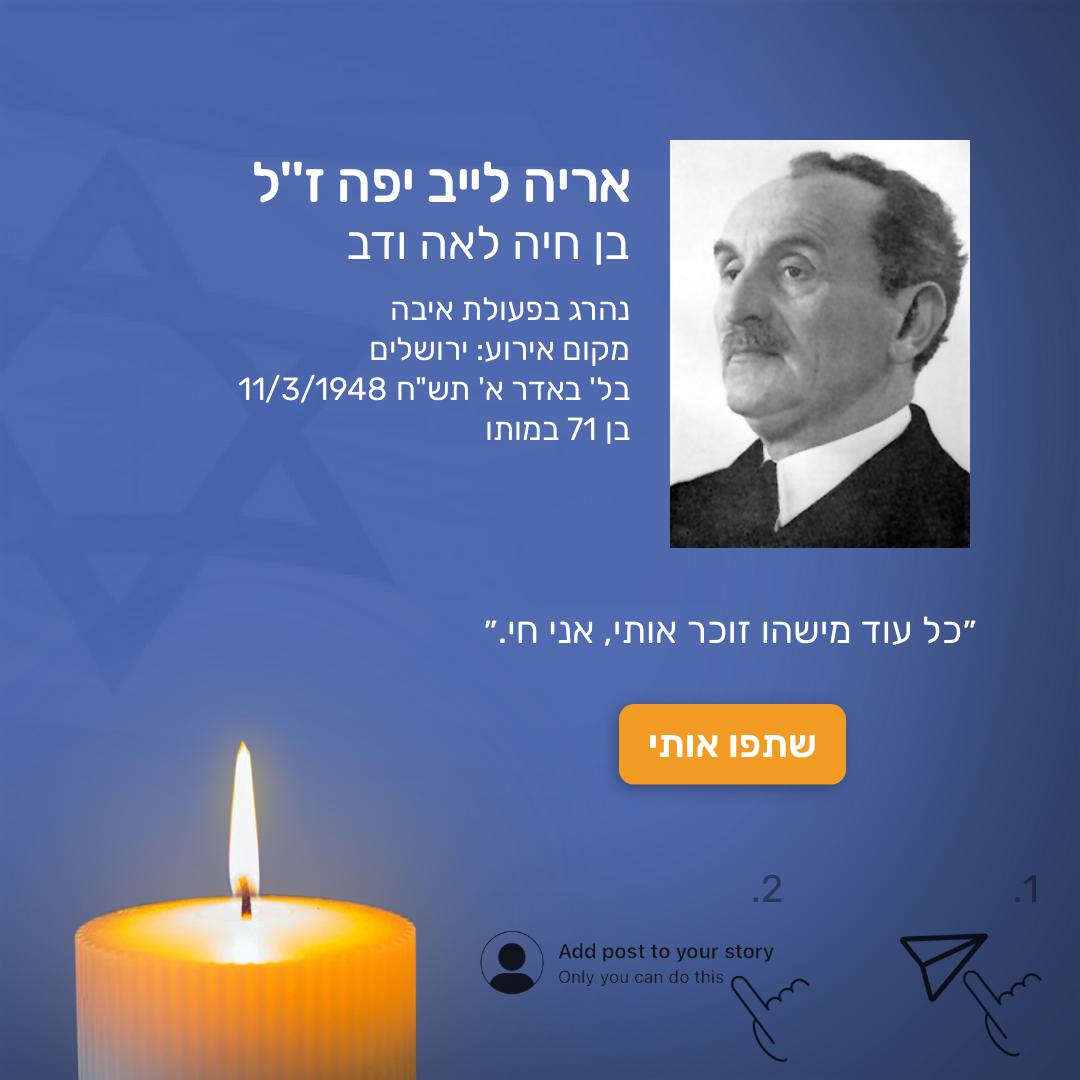 אריה לייב יפה ז"ל
בן חיה לאה ודב
נהרג בפעולת איבה
מקום אירוע: ירושלים
בל' באדר א' תש"ח 11/3/1948
בן 71 במותו
"כל עוד מישהו זוכר אותי, אני חי."
שתפו אותי
1.
2.
Add post to your story
Only you can do this